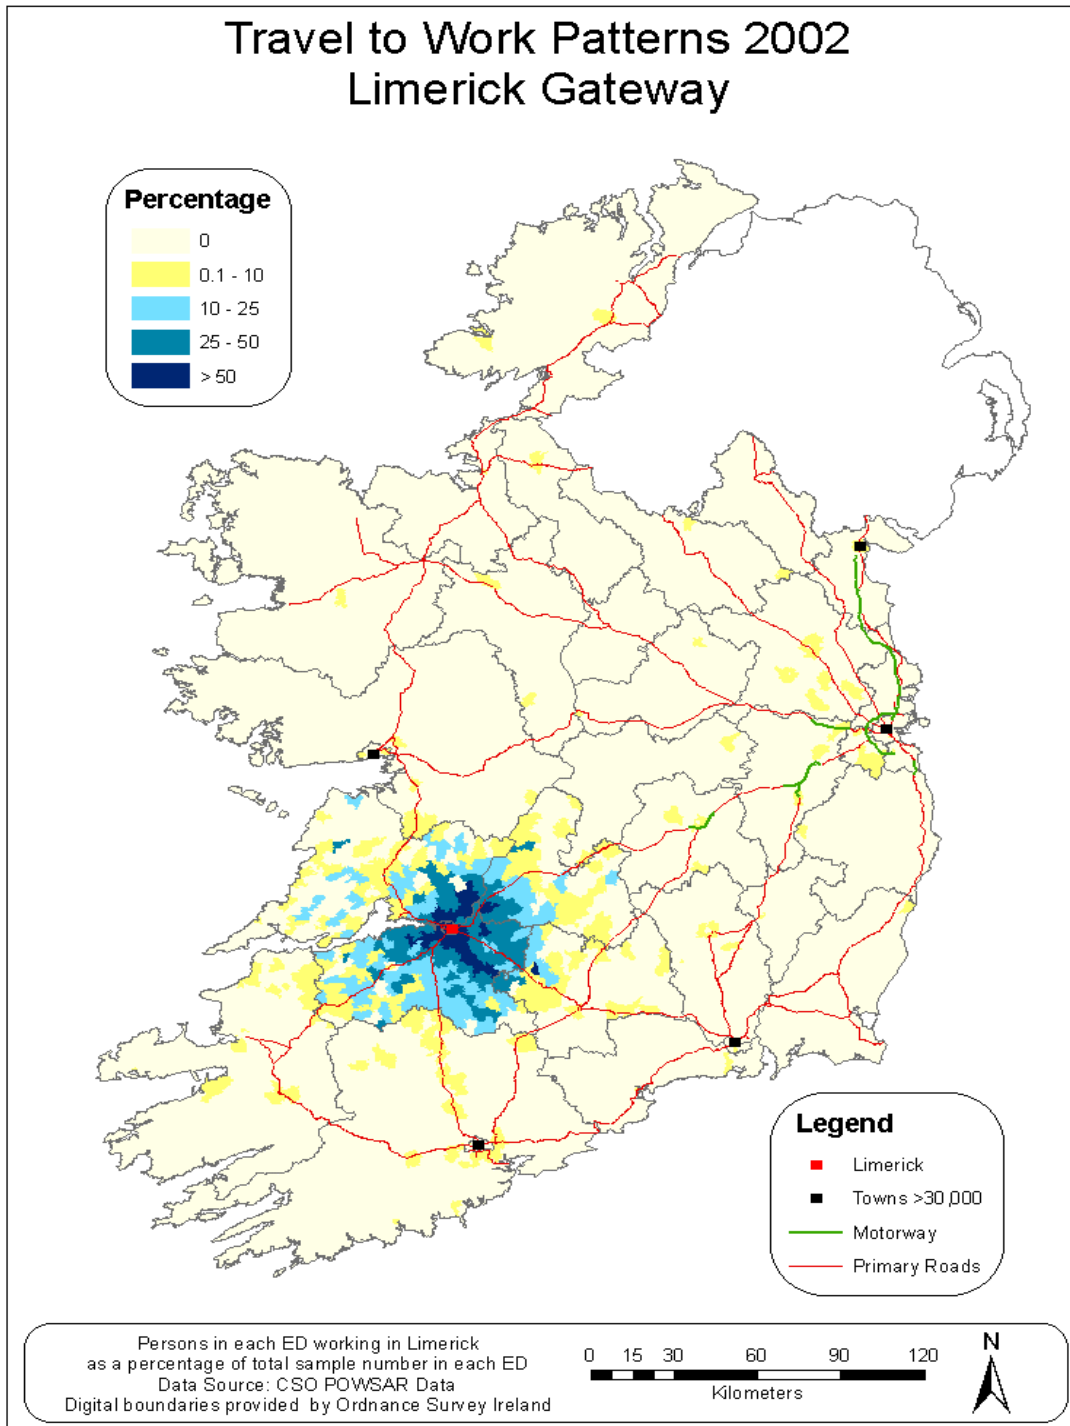 Travel to Work Patterns 2002
Limerick Gateway
Percentage
0
0.1 - 10
10 - 25
25 - 50
> 50
Legend
Limerick
Towns >30,000
Motorway
Primary Roads
Persons in each ED working in Limerick
as a percentage of total sample number in each ED
Data Source: CSO POWSAR Data
Digital boundaries provided by Ordnance Survey Ireland
0 15 30 60 90 120
Kilometers
N